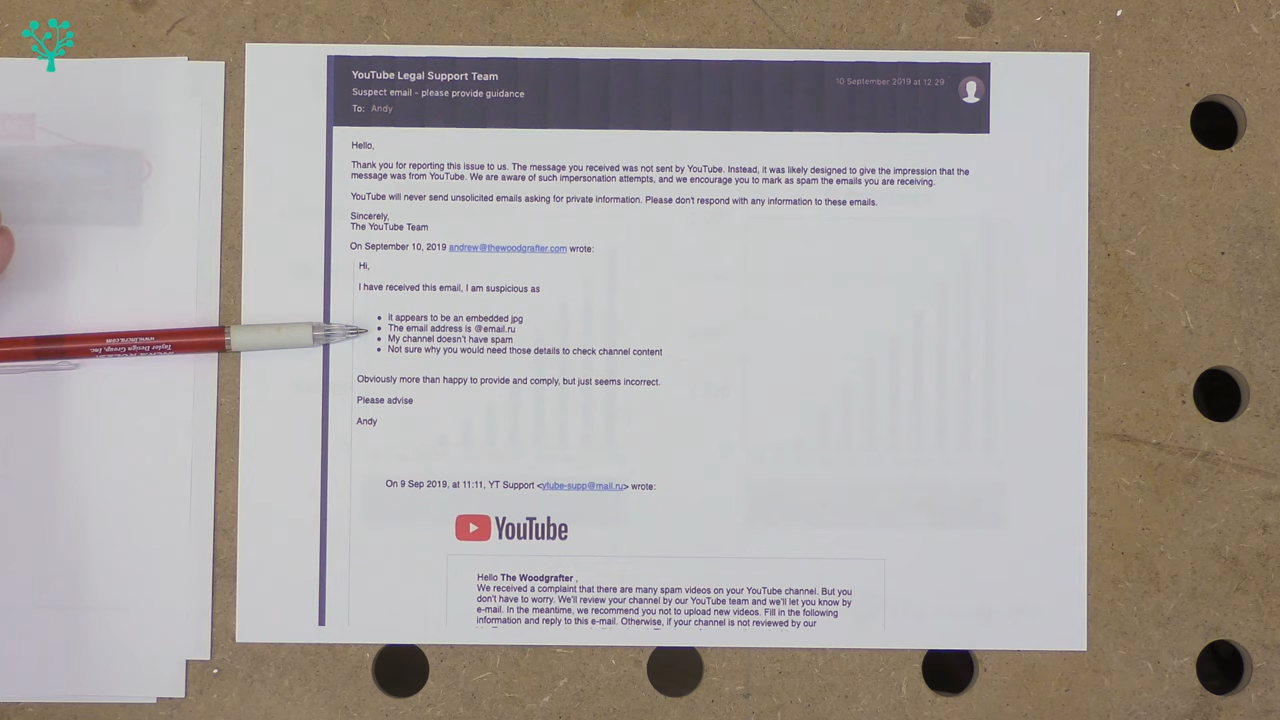 YouTube Legal Support Team
10 September 2019 at 12:29
Suspect email - please provide guidance
To: Andy
Hello,
Thank you for reporting this issue to us. The message you received was not sent by YouTube. Instead, it was likely designed to give the impression that the
message was from YouTube. We are aware of such impersonation attempts, and we encourage you to mark as spam the emails you are receiving.
YouTube will never send unsolicited emails asking for private information. Please don't respond with any information to these emails.
Sincerely,
The YouTube Team
On September 10, 2019 andrew@thewoodgrafter.com wrote:
Hi,
I have received this email, I am suspicious as
• it appears to be an embedded jpg
• The email address is @email.ru
• My channel doesn't have spam
• Not sure why you would need those details to check channel content
Obviously more than happy to provide and comply, but just seems incorrect.
Please advise
Andy
On 9 Sep 2019, at 11:11, YT Support <ytube-supp@mail.ru> wrote:
YouTube
Hello The Woodgrafter ,
We received a complaint that there are many spam videos on your YouTube channel. But you
don't have to worry. We'll review your channel by our YouTube team and we'll let you know by
e-mail. In the meantime, we recommend you not to upload new videos. Fill in the following
information and reply to this e-mail. Otherwise, if your channel is not reviewed by our
Taylor Design Group, Inc.
www.incra.com